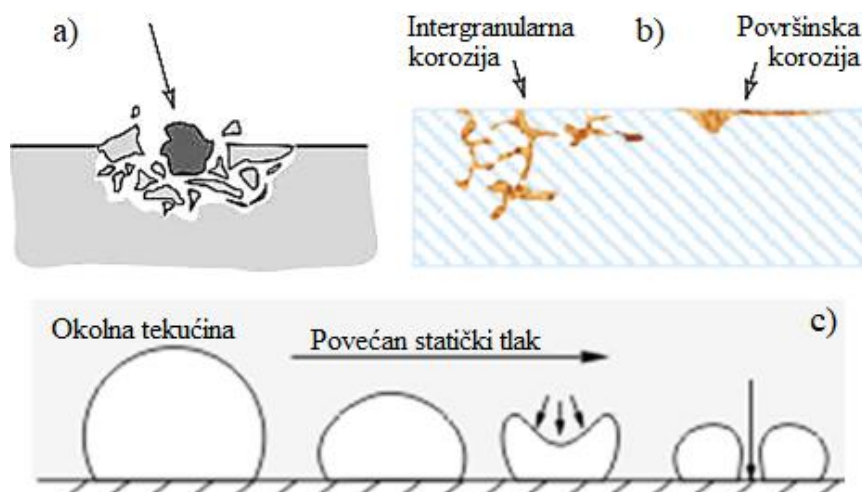 a)
Intergranularna
korozija
b)
Površinska
korozija
c)
Okolna tekućina
Povećan statički tlak